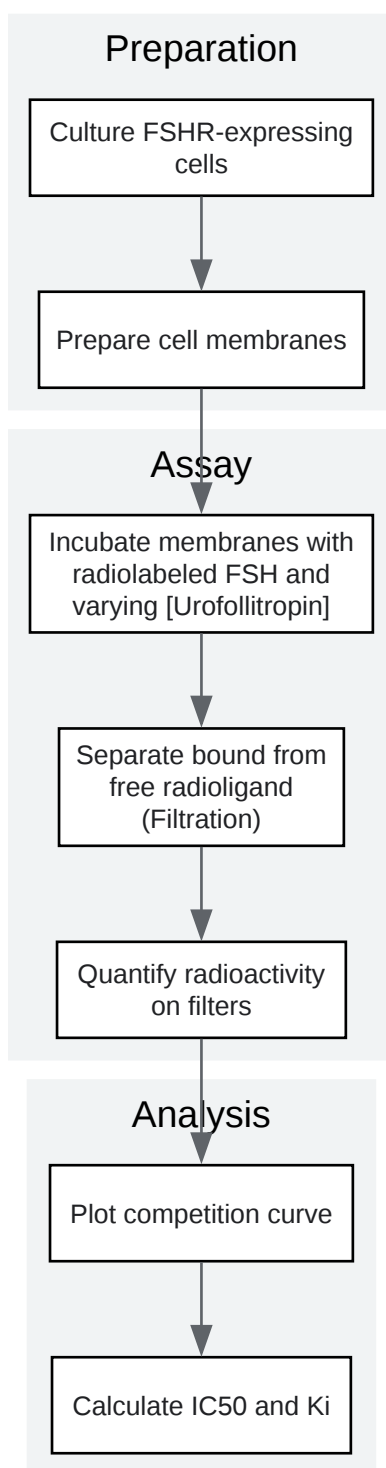 Preparation
Culture FSHR-expressing
cells
Prepare cell membranes
Assay
Incubate membranes with
radiolabeled FSH and
varying [Urofollitropin]
Separate bound from
free radioligand
(Filtration)
Quantify radioactivity
on filters
Analysis
Plot competition curve
Calculate IC50 and Ki